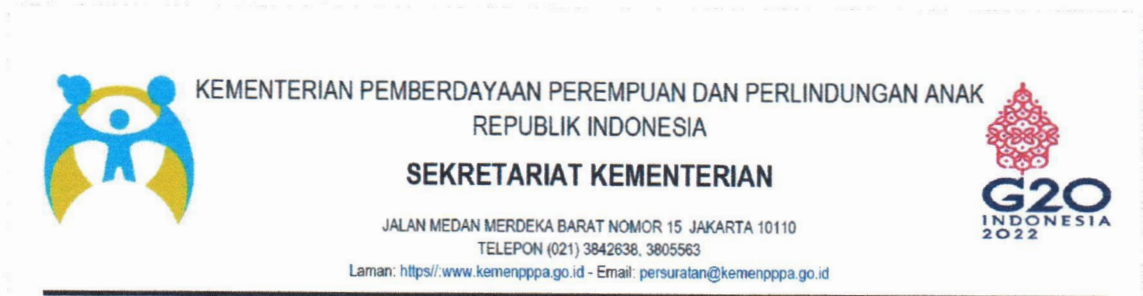 KEMENTERIAN PEMBERDAYAAN PEREMPUAN DAN PERLINDUNGAN ANAK
REPUBLIK INDONESIA
SEKRETARIAT KEMENTERIAN
JALAN MEDAN MERDEKA BARAT NOMOR 15 JAKARTA 10110
TELEPON (021) 3842638, 3805563
Laman: https//:www.kemenpppa.go.id - Email: persuratan@kemenpppa.go.id
G20
INDONESIA
2022